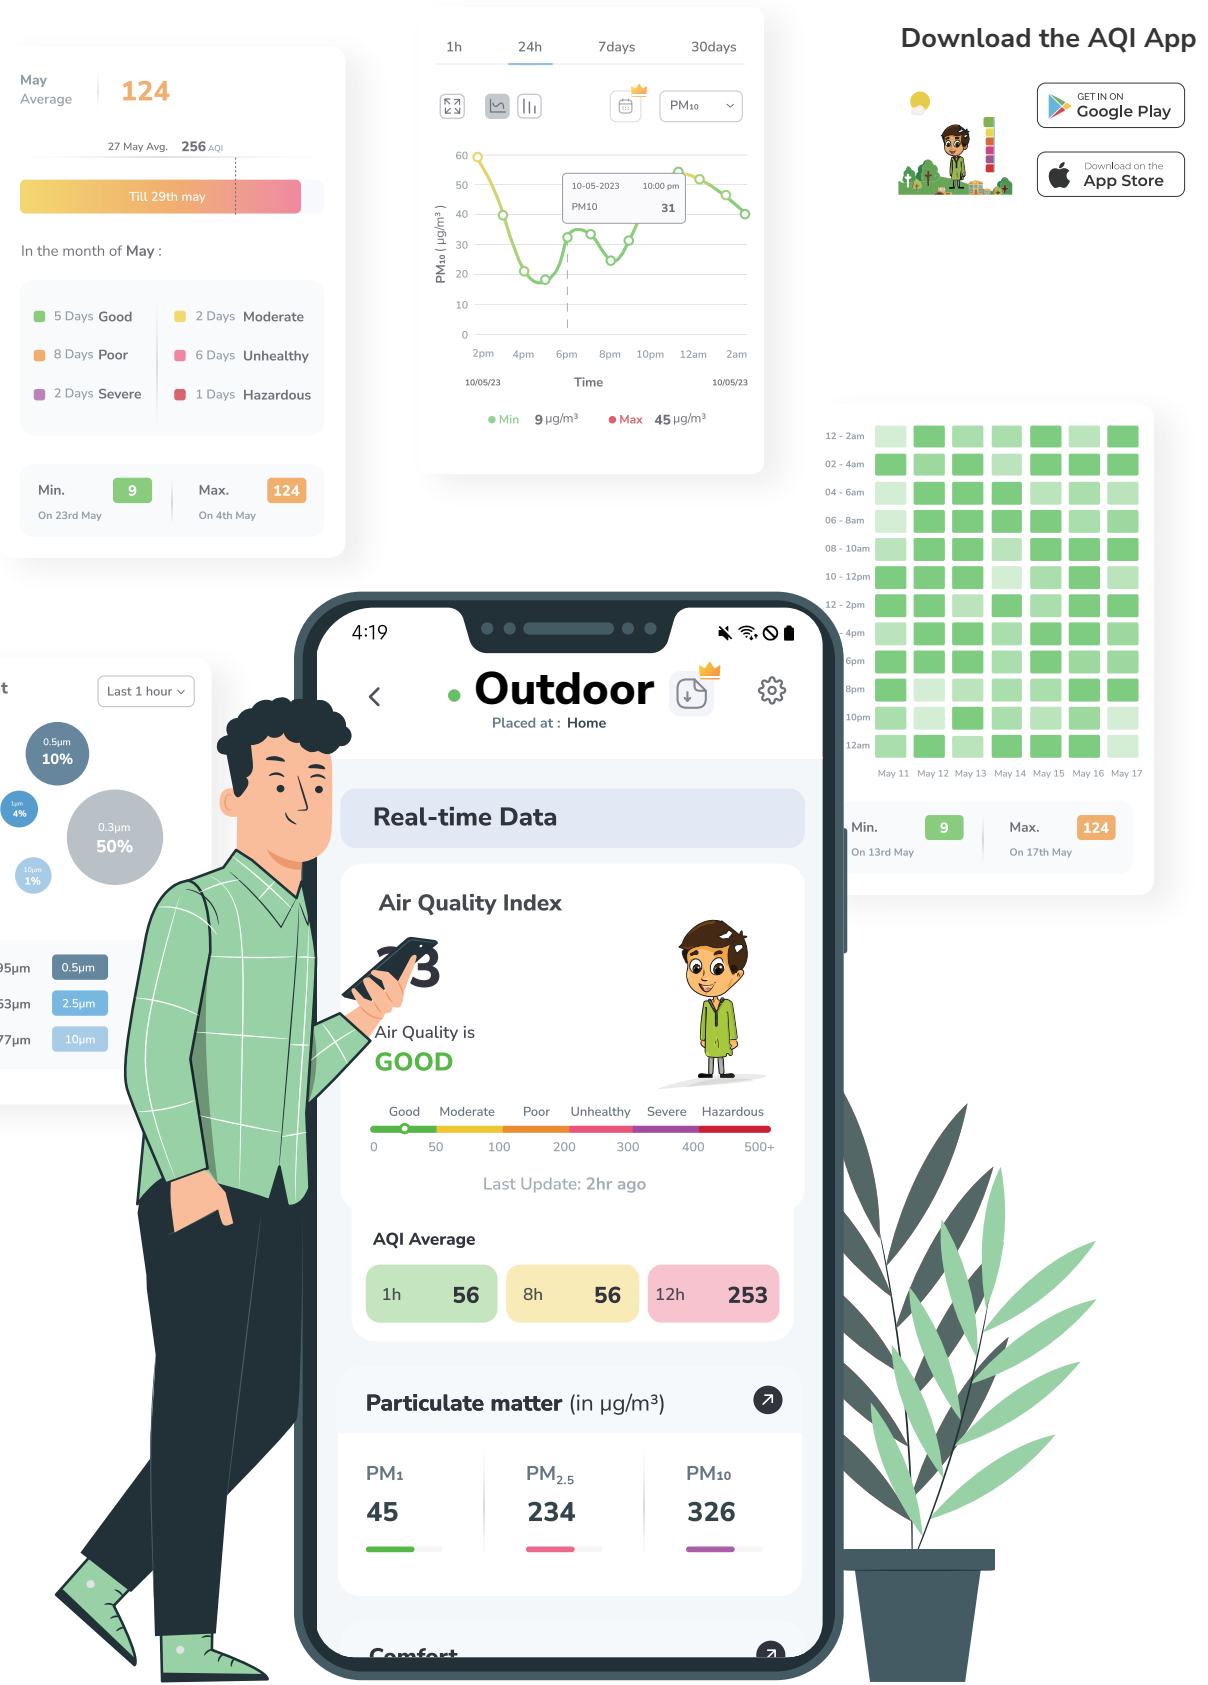 May
Average
124
27 May Avg. 256 AQI
Till 29th may
In the month of May :
5 Days Good
2 Days Moderate
8 Days Poor
6 Days Unhealthy
2 Days Severe
1 Days Hazardous
Min. 9
On 23rd May
Max. 124
On 4th May
1h 24h 7days 30days
PM10
PM10 ( µg/m³ )
60
50
40
30
20
10
0
10-05-2023 10:00 pm
PM10 31
2pm 4pm 6pm 8pm 10pm 12am 2am
10/05/23 Time 10/05/23
Min 9 µg/m³ Max 45 µg/m³
Download the AQI App
GET IN ON
Google Play
Download on the
App Store
12 - 2am
02 - 4am
04 - 6am
06 - 8am
08 - 10am
10 - 12pm
12 - 2pm
- 4pm
6pm
8pm
10pm
12am
May 11 May 12 May 13 May 14 May 15 May 16 May 17
Min. 9
On 13rd May
Max. 124
On 17th May
t
Last 1 hour
0.5µm
10%
1µm
4%
0.3µm
50%
10µm
1%
95µm 0.5µm
53µm 2.5µm
77µm 10µm
4:19
Outdoor
Placed at : Home
Real-time Data
Air Quality Index
3
Air Quality is
GOOD
Good Moderate Poor Unhealthy Severe Hazardous
0 50 100 200 300 400 500+
Last Update: 2hr ago
AQI Average
1h 56
8h 56
12h 253
Particulate matter (in µg/m³)
PM1
45
PM2.5
234
PM10
326
Comfort